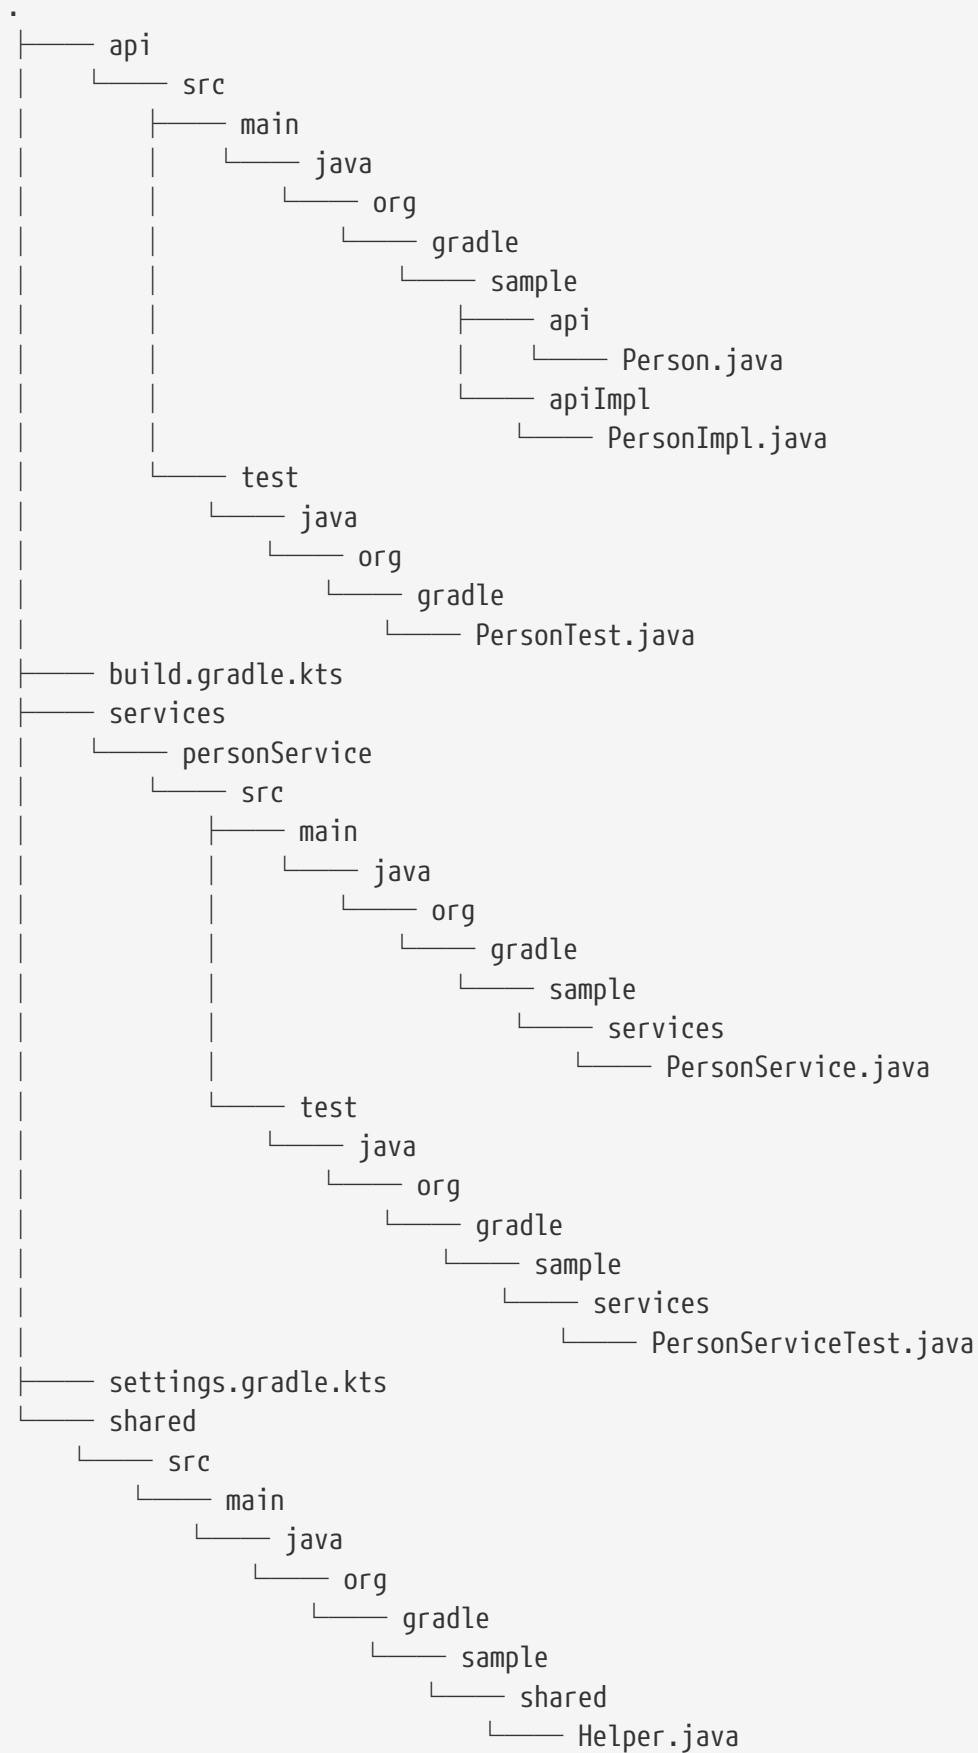 .
├── api
│   └── src
│       ├── main
│       │   └── java
│       │       └── org
│       │           └── gradle
│       │               └── sample
│       │                   ├── api
│       │                   │   └── Person.java
│       │                   └── apiImpl
│       │                       └── PersonImpl.java
│       └── test
│           └── java
│               └── org
│                   └── gradle
│                       └── PersonTest.java
├── build.gradle.kts
├── services
│   └── personService
│       └── src
│           ├── main
│           │   └── java
│           │       └── org
│           │           └── gradle
│           │               └── sample
│           │                   └── services
│           │                       └── PersonService.java
│           └── test
│               └── java
│                   └── org
│                       └── gradle
│                           └── sample
│                               └── services
│                                   └── PersonServiceTest.java
├── settings.gradle.kts
└── shared
    └── src
        └── main
            └── java
                └── org
                    └── gradle
                        └── sample
                            └── shared
                                └── Helper.java